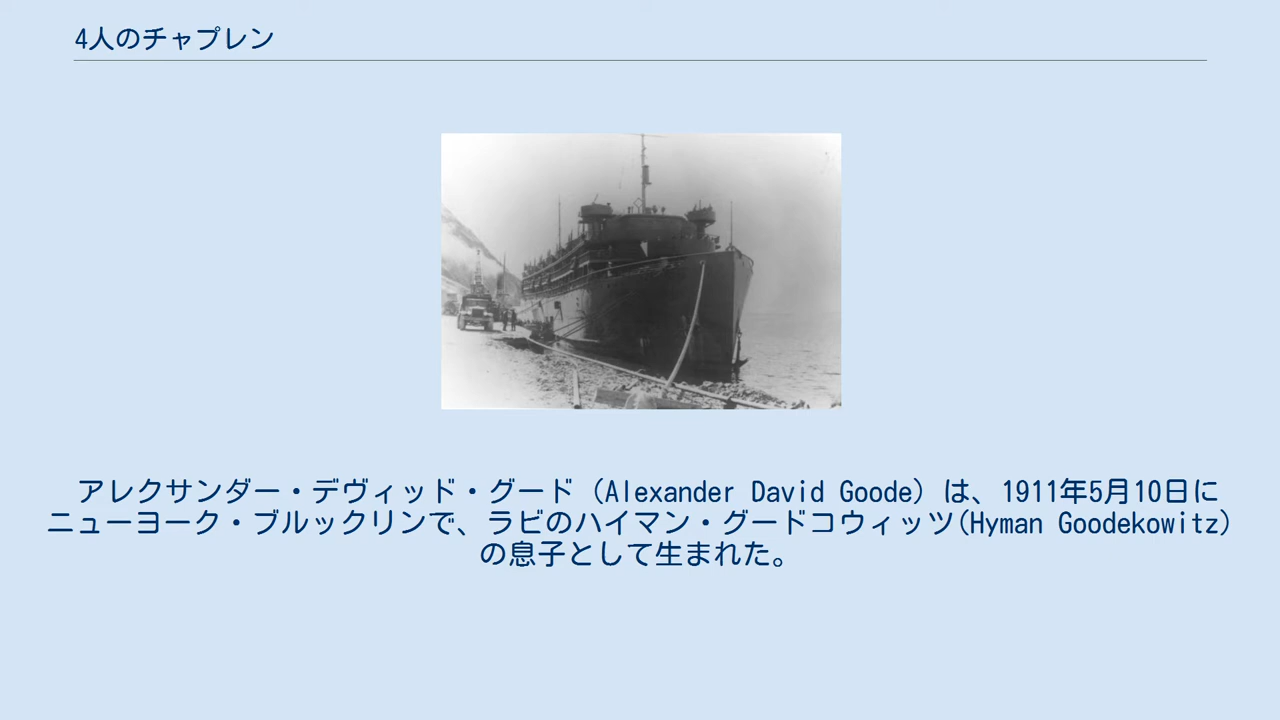 4人のチャプレン
アレクサンダー・デヴィッド・グード (Alexander David Goode) は、1911年5月10日に
ニューヨーク・ブルックリンで、ラビのハイマン・グードコウィッツ(Hyman Goodekowitz)
の息子として生まれた。